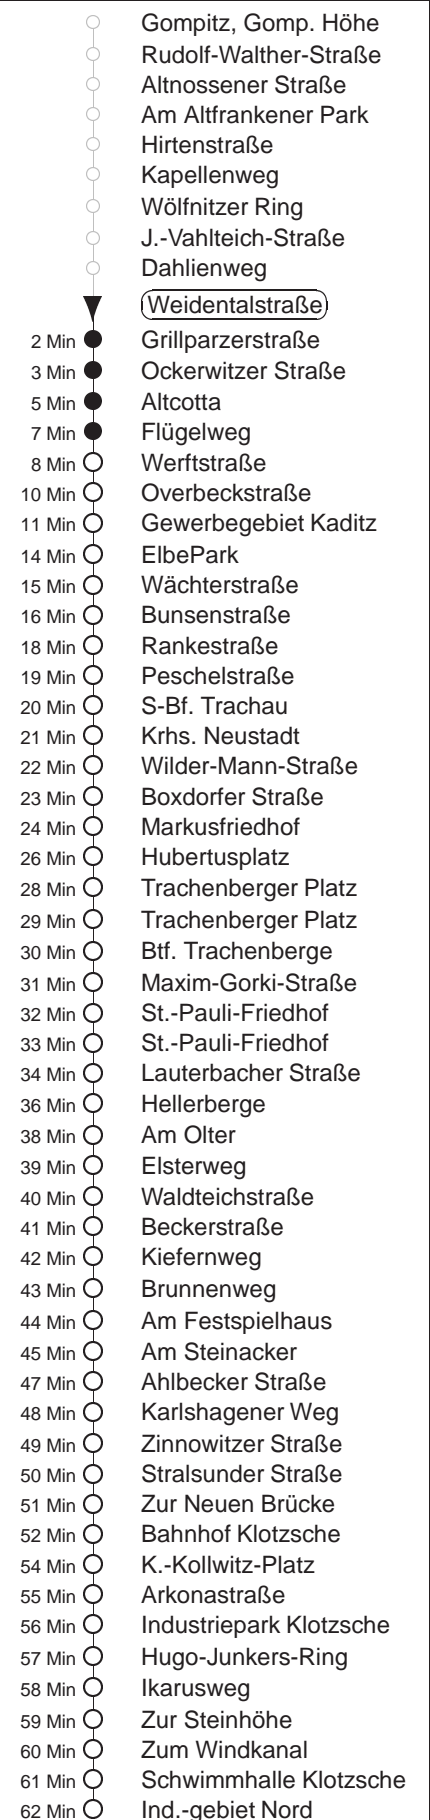 Gompitz, Gomp. Höhe
Rudolf-Walther-Straße
Altnossener Straße
Am Altfrankener Park
Hirtenstraße
Kapellenweg
Wölfnitzer Ring
J.-Vahlteich-Straße
Dahlienweg
Weidentalstraße
2 Min Grillparzerstraße
3 Min Ockerwitzer Straße
5 Min Altcotta
7 Min Flügelweg
8 Min Werftstraße
10 Min Overbeckstraße
11 Min Gewerbegebiet Kaditz
14 Min ElbePark
15 Min Wächterstraße
16 Min Bunsenstraße
18 Min Rankestraße
19 Min Peschelstraße
20 Min S-Bf. Trachau
21 Min Krhs. Neustadt
22 Min Wilder-Mann-Straße
23 Min Boxdorfer Straße
24 Min Markusfriedhof
26 Min Hubertusplatz
28 Min Trachenberger Platz
29 Min Trachenberger Platz
30 Min Btf. Trachenberge
31 Min Maxim-Gorki-Straße
32 Min St.-Pauli-Friedhof
33 Min St.-Pauli-Friedhof
34 Min Lauterbacher Straße
36 Min Hellerberge
38 Min Am Olter
39 Min Elsterweg
40 Min Waldteichstraße
41 Min Beckerstraße
42 Min Kiefernweg
43 Min Brunnenweg
44 Min Am Festspielhaus
45 Min Am Steinacker
47 Min Ahlbecker Straße
48 Min Karlshagener Weg
49 Min Zinnowitzer Straße
50 Min Stralsunder Straße
51 Min Zur Neuen Brücke
52 Min Bahnhof Klotzsche
54 Min K.-Kollwitz-Platz
55 Min Arkonastraße
56 Min Industriepark Klotzsche
57 Min Hugo-Junkers-Ring
58 Min Ikarusweg
59 Min Zur Steinhöhe
60 Min Zum Windkanal
61 Min Schwimmhalle Klotzsche
62 Min Ind.-gebiet Nord